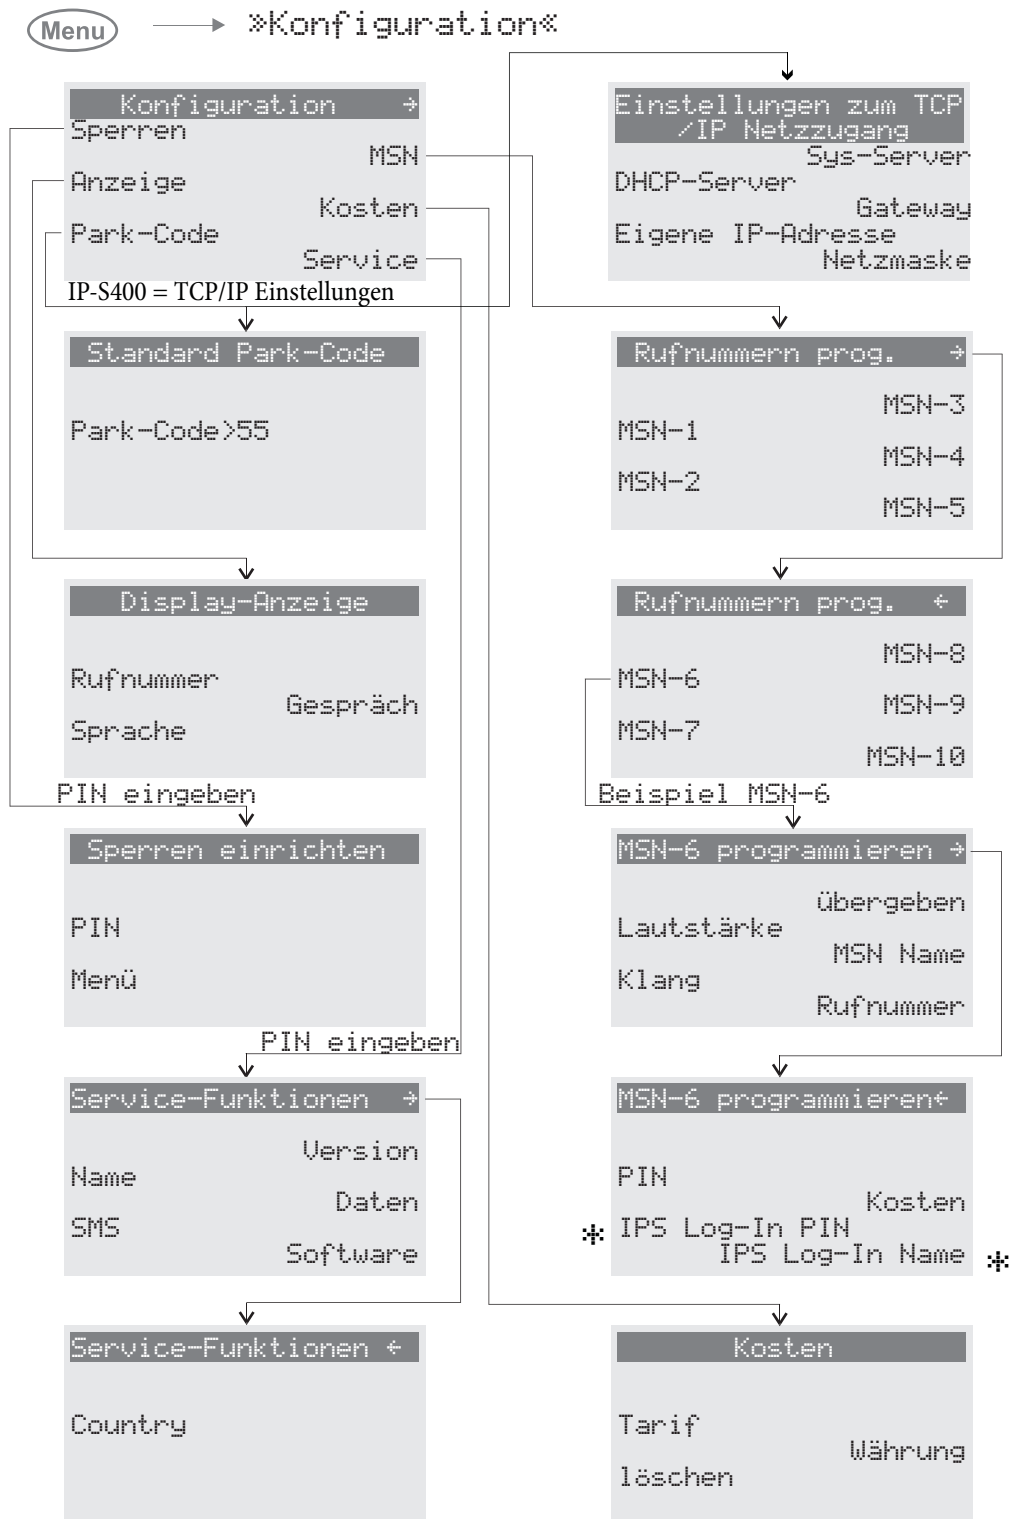 Menu → »Konfiguration«
Konfiguration →
Sperren
MSN
Anzeige
Kosten
Park-Code
Service
IP-S400 = TCP/IP Einstellungen
Einstellungen zum TCP
/IP Netzzugang
Sys-Server
DHCP-Server
Gateway
Eigene IP-Adresse
Netzmaske
Standard Park-Code
Park-Code>55
Rufnummern prog. →
MSN-3
MSN-1
MSN-4
MSN-2
MSN-5
Display-Anzeige
Rufnummer
Gespräch
Sprache
Rufnummern prog. ←
MSN-8
MSN-6
MSN-9
MSN-7
MSN-10
PIN eingeben
Sperren einrichten
PIN
Menü
Beispiel MSN-6
MSN-6 programmieren →
übergeben
Lautstärke
MSN Name
Klang
Rufnummer
PIN eingeben
Service-Funktionen →
Version
Name
Daten
SMS
Software
MSN-6 programmieren←
PIN
Kosten
* IPS Log-In PIN
IPS Log-In Name *
Service-Funktionen ←
Country
Kosten
Tarif
Währung
löschen